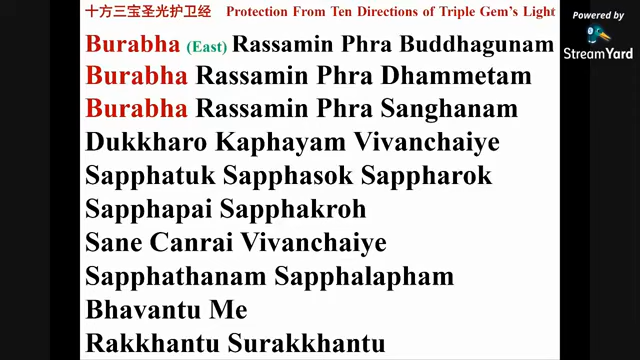 十方三宝圣光护卫经 Protection From Ten Directions of Triple Gem's Light
Powered by
StreamYard
Burabha (East) Rassamin Phra Buddhagunam
Burabha Rassamin Phra Dhammetam
Burabha Rassamin Phra Sanghanam
Dukkharo Kaphayam Vivanchaiye
Sapphatuk Sapphasok Sappharok
Sapphapai Sapphakroh
Sane Canrai Vivanchaiye
Sapphathanam Sapphalapham
Bhavantu Me
Rakkhantu Surakkhantu